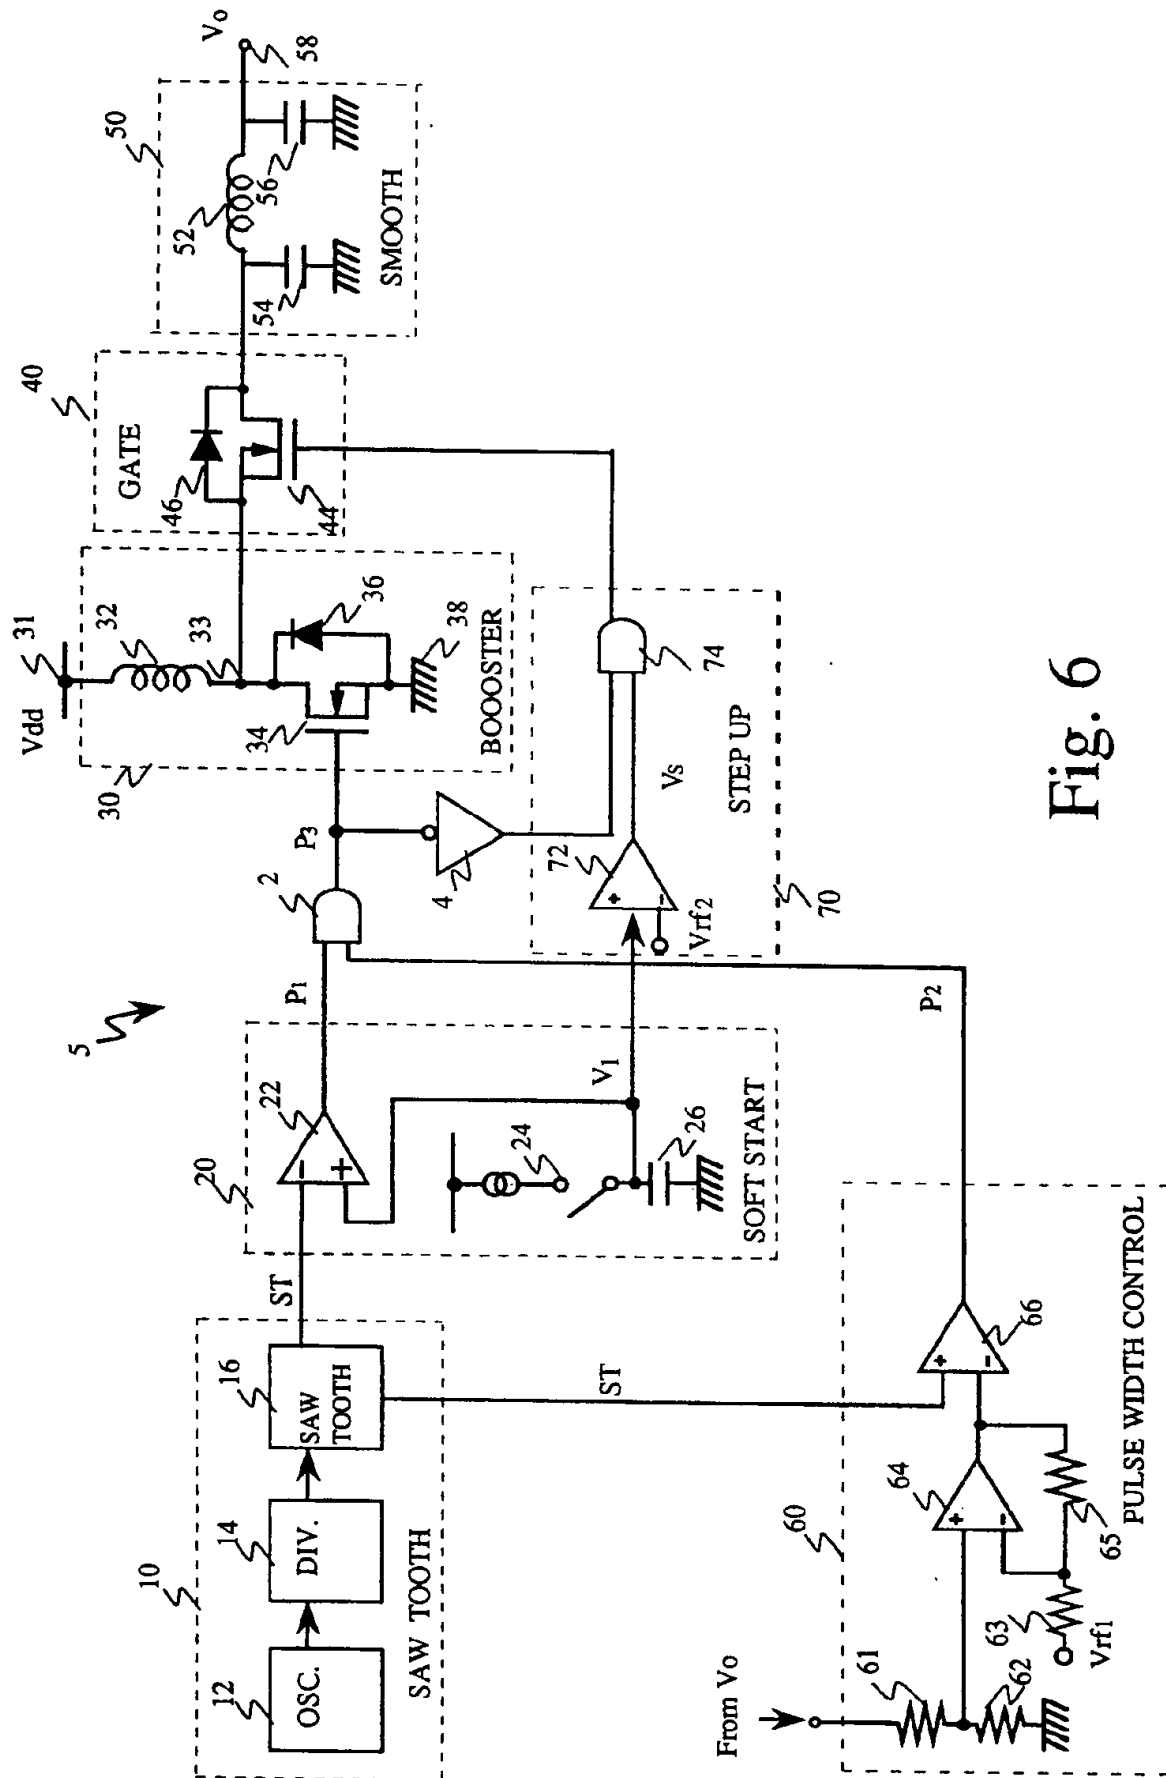 5
10
12
OSC.
14
DIV.
16
SAW
TOOTH
SAW TOOTH
ST
ST
20
22
−
+
24
26
V1
SOFT START
P1
2
P3
4
P2
30
Vdd
31
32
33
34
36
38
BOOOSTER
40
GATE
46
44
50
52
54
56
SMOOTH
58
Vo
72
+
−
Vrf2
Vs
74
STEP UP
70
60
From Vo
61
62
63
Vrf1
64
+
−
65
66
+
−
PULSE WIDTH CONTROL
Fig. 6